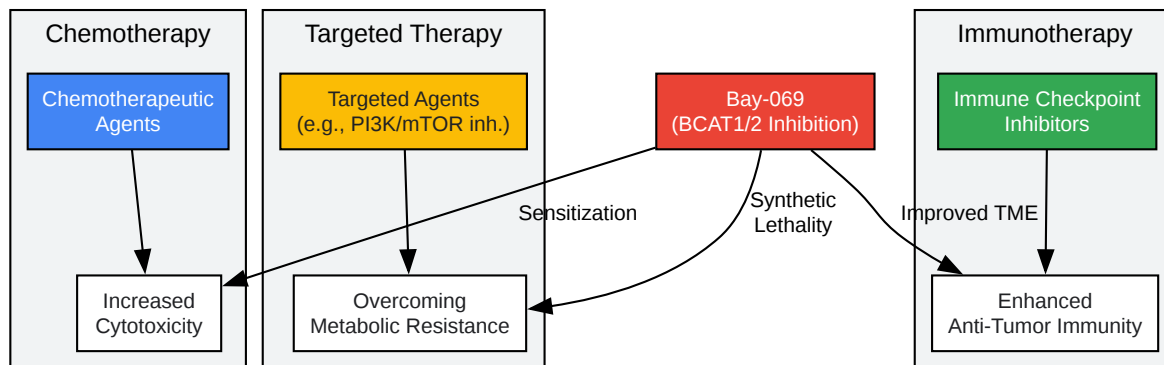 Chemotherapy
Targeted Therapy
Immunotherapy
Chemotherapeutic
Agents
Targeted Agents
(e.g., PI3K/mTOR inh.)
Bay-069
(BCAT1/2 Inhibition)
Immune Checkpoint
Inhibitors
Sensitization
Synthetic
Lethality
Improved TME
Increased
Cytotoxicity
Overcoming
Metabolic Resistance
Enhanced
Anti-Tumor Immunity